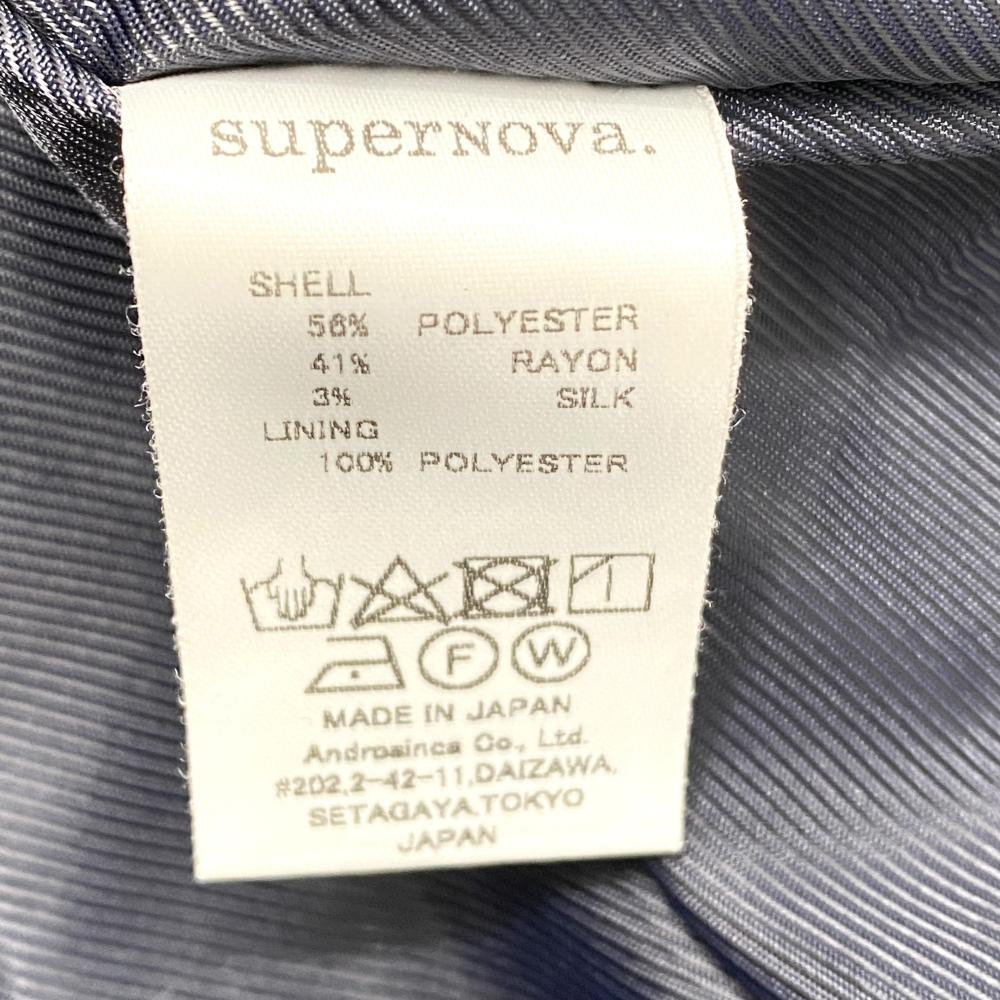 supernova.
SHELL
56% POLYESTER
41% RAYON
3% SILK
LINING
100% POLYESTER
F W
MADE IN JAPAN
Androsinca Co., Ltd.
#202,2-42-11,DAIZAWA,
SETAGAYA,TOKYO
JAPAN